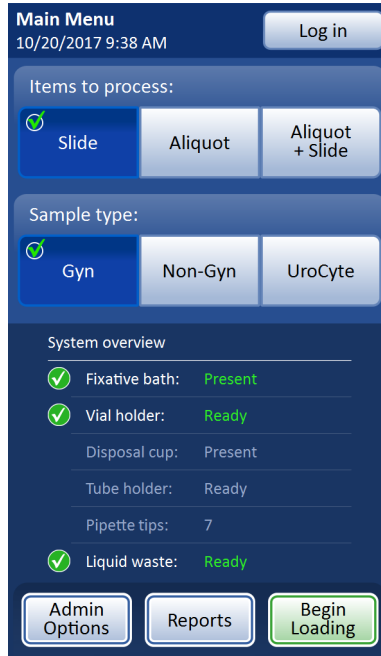 Main Menu
10/20/2017 9:38 AM
Log in
Items to process:
Slide
Aliquot
Aliquot
+ Slide
Sample type:
Gyn
Non-Gyn
UroCyte
System overview
Fixative bath: Present
Vial holder: Ready
Disposal cup: Present
Tube holder: Ready
Pipette tips: 7
Liquid waste: Ready
Admin
Options
Reports
Begin
Loading